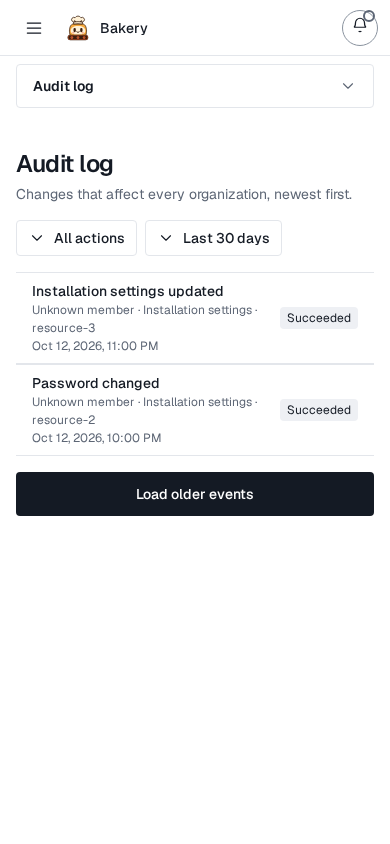 Bakery
Audit log
Audit log
Changes that affect every organization, newest first.
All actions
Last 30 days
Installation settings updated
Unknown member · Installation settings ·
resource-3
Oct 12, 2026, 11:00 PM
Succeeded
Password changed
Unknown member · Installation settings ·
resource-2
Oct 12, 2026, 10:00 PM
Succeeded
Load older events